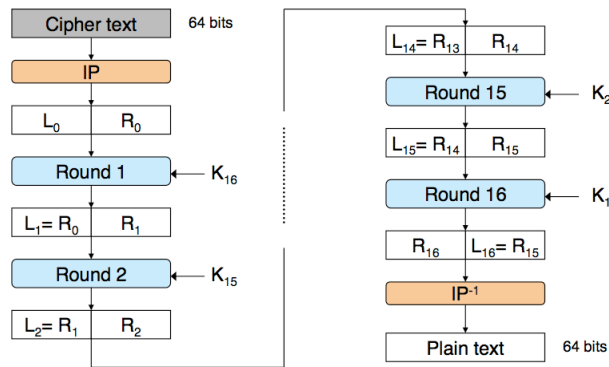 Cipher text 64 bits
IP
L₀ R₀
Round 1 K₁₆
L₁= R₀ R₁
Round 2 K₁₅
L₂= R₁ R₂
L₁₄= R₁₃ R₁₄
Round 15 K₂
L₁₅= R₁₄ R₁₅
Round 16 K₁
R₁₆ L₁₆= R₁₅
IP⁻¹
Plain text 64 bits